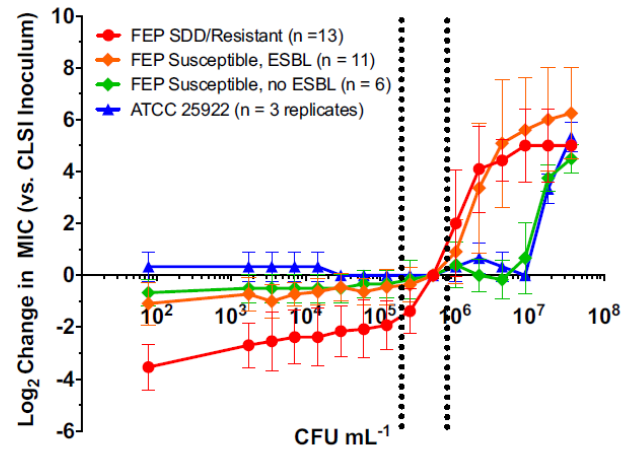 FEP SDD/Resistant (n =13)
FEP Susceptible, ESBL (n = 11)
FEP Susceptible, no ESBL (n = 6)
ATCC 25922 (n = 3 replicates)
Log2 Change in MIC (vs. CLSI Inoculum)
10
8
6
4
2
0
-2
-4
-6
10² 10³ 10⁴ 10⁵ 10⁶ 10⁷ 10⁸
CFU mL⁻¹